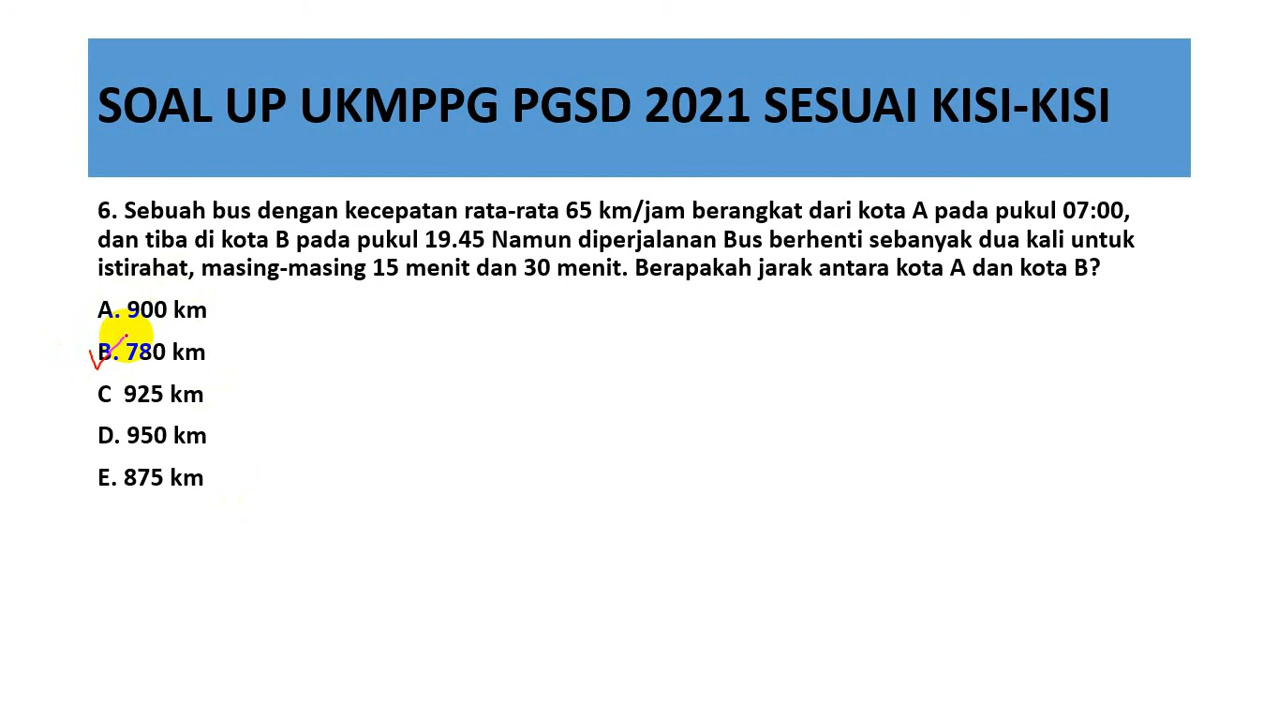 SOAL UP UKMPPG PGSD 2021 SESUAI KISI-KISI
6. Sebuah bus dengan kecepatan rata-rata 65 km/jam berangkat dari kota A pada pukul 07:00,
dan tiba di kota B pada pukul 19.45 Namun diperjalanan Bus berhenti sebanyak dua kali untuk
istirahat, masing-masing 15 menit dan 30 menit. Berapakah jarak antara kota A dan kota B?
A. 900 km
B. 780 km
C  925 km
D. 950 km
E. 875 km